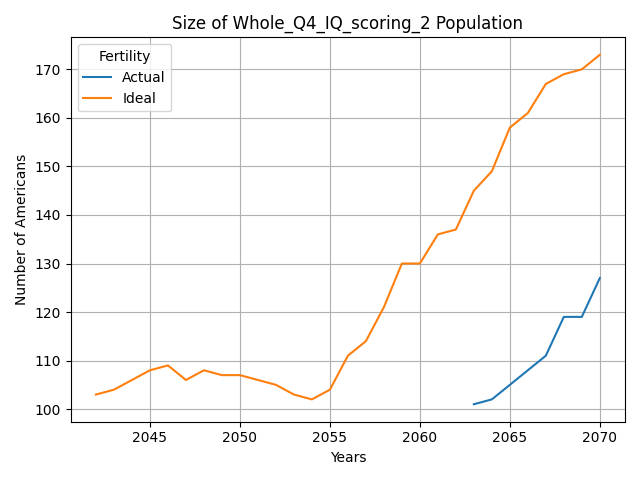 Size of Whole_Q4_IQ_scoring_2 Population
Fertility
Actual
Ideal
Number of Americans
170
160
150
140
130
120
110
100
2045
2050
2055
2060
2065
2070
Years